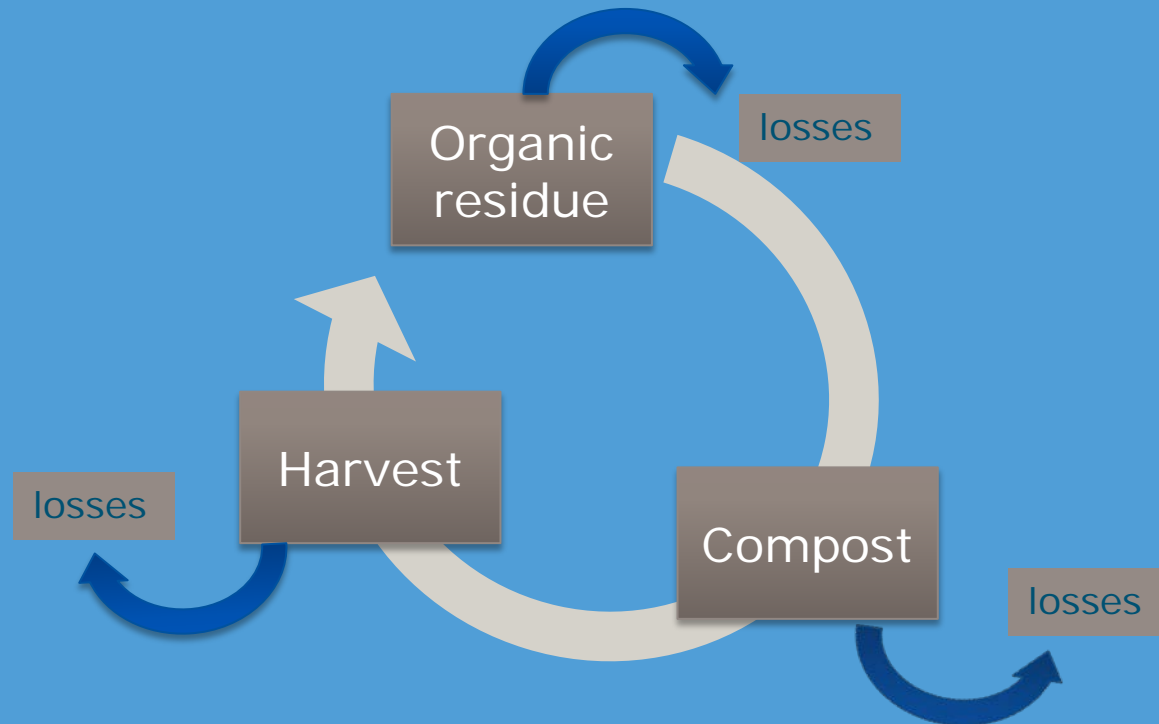 Organic
residue
losses
Harvest
losses
Compost
losses